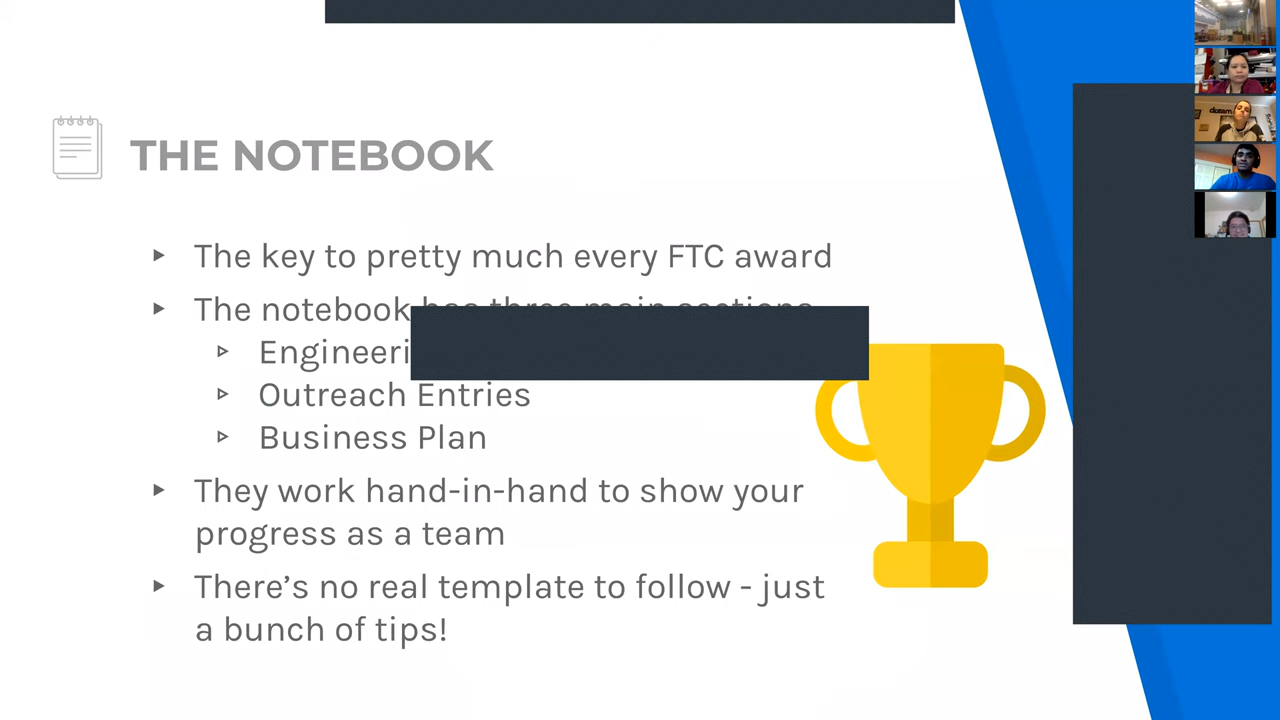 THE NOTEBOOK
The key to pretty much every FTC award
The notebook has three main sections
Outreach Entries
Business Plan
They work hand-in-hand to show your
progress as a team
There's no real template to follow - just
a bunch of tips!